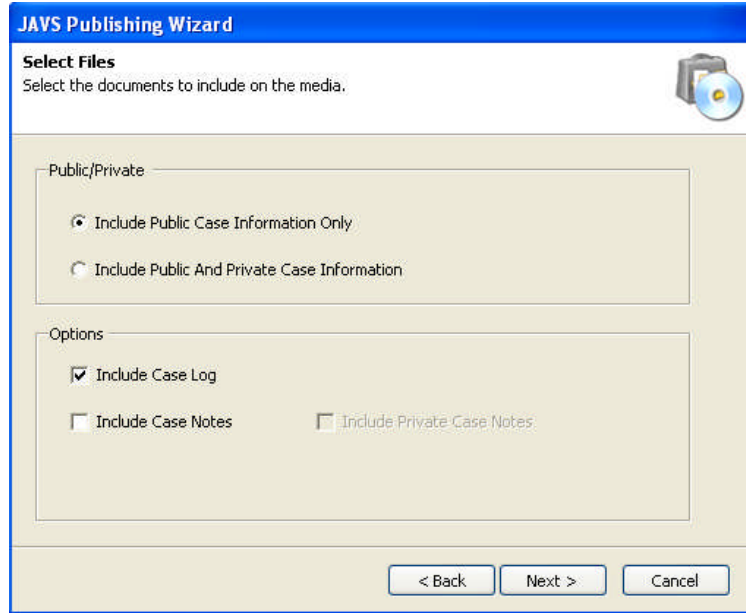 JAVS Publishing Wizard
Select Files
Select the documents to include on the media.
Public/Private
Include Public Case Information Only
Include Public And Private Case Information
Options
Include Case Log
Include Case Notes
Include Private Case Notes
< Back
Next >
Cancel